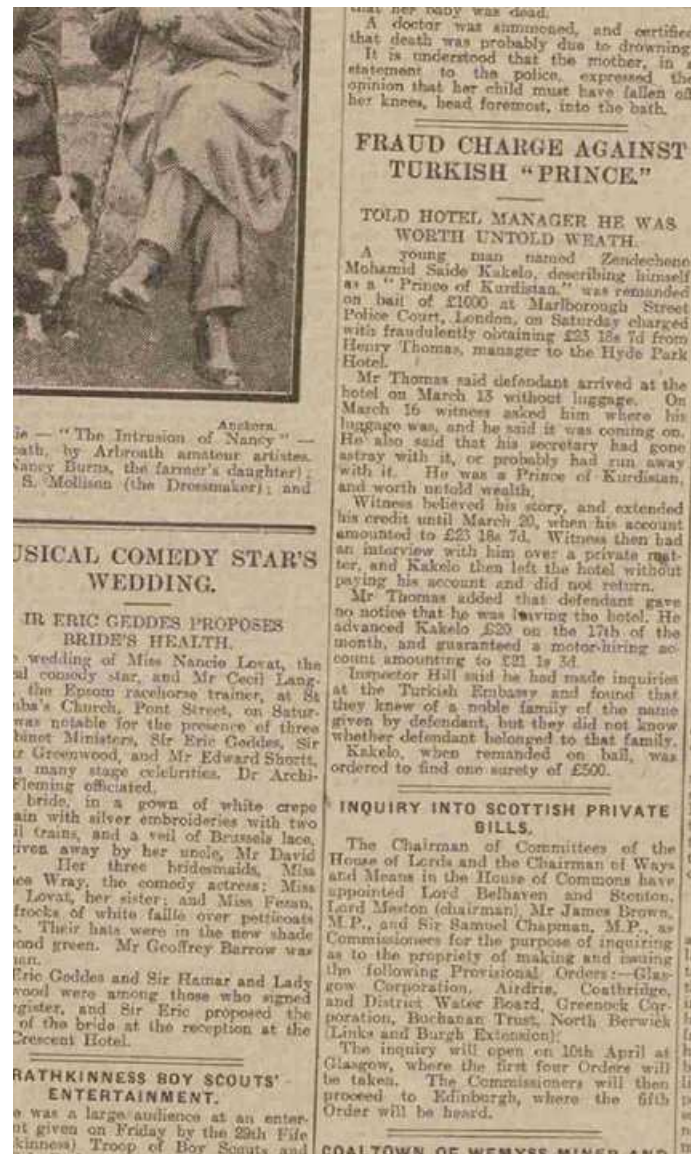 Anckorn.
ie — "The Intrusion of Nancy" —
oath, by Arbroath amateur artistes.
Nancy Burns, the farmer's daughter);
S. Mollison (the Dressmaker); and
USICAL COMEDY STAR'S
WEDDING.
IR ERIC GEDDES PROPOSES
BRIDE'S HEALTH.
wedding of Miss Nancie Lovat, the
al comedy star, and Mr Cecil Lang-
the Epsom racehorse trainer, at St
mba's Church, Pont Street, on Satur-
was notable for the presence of three
binet Ministers, Sir Eric Geddes, Sir
ar Greenwood, and Mr Edward Shortt,
many stage celebrities. Dr Archi-
Fleming officiated.
bride, in a gown of white crepe
ain with silver embroideries with two
il trains, and a veil of Brussels lace,
given away by her uncle, Mr David
Her three bridesmaids, Miss
ce Wray, the comedy actress; Miss
Lovat, her sister; and Miss Fezan,
frocks of white faille over petticoats
Their hats were in the new shade
ond green. Mr Geoffrey Barrow was
man.
Eric Geddes and Sir Hamar and Lady
wood were among those who signed
egister, and Sir Eric proposed the
of the bride at the reception at the
Crescent Hotel.
RATHKINNESS BOY SCOUTS'
ENTERTAINMENT.
e was a large audience at an enter-
nt given on Friday by the 29th Fife
kinness) Troop of Boy Scouts and
that her baby was dead.
A doctor was summoned, and certified
that death was probably due to drowning.
It is understood that the mother, in a
statement to the police, expressed the
opinion that her child must have fallen off
her knees, head foremost, into the bath.
FRAUD CHARGE AGAINST
TURKISH "PRINCE."
TOLD HOTEL MANAGER HE WAS
WORTH UNTOLD WEATH.
A young man named Zendecheno
Mohamid Saide Kakelo, describing himself
as a "Prince of Kurdistan," was remanded
on bail of £1000 at Marlborough Street
Police Court, London, on Saturday charged
with fraudulently obtaining £23 18s 7d from
Henry Thomas, manager to the Hyde Park
Hotel.
Mr Thomas said defendant arrived at the
hotel on March 13 without luggage. On
March 16 witness asked him where his
luggage was, and he said it was coming on.
He also said that his secretary had gone
astray with it, or probably had run away
with it. He was a Prince of Kurdistan,
and worth untold wealth.
Witness believed his story, and extended
his credit until March 20, when his account
amounted to £23 18s 7d. Witness then had
an interview with him over a private mat-
ter, and Kakelo then left the hotel without
paying his account and did not return.
Mr Thomas added that defendant gave
no notice that he was leaving the hotel. He
advanced Kakelo £20 on the 17th of the
month, and guaranteed a motor-hiring ac-
count amounting to £21 1s 3d.
Inspector Hill said he had made inquiries
at the Turkish Embassy and found that
they knew of a noble family of the name
given by defendant, but they did not know
whether defendant belonged to that family.
Kakelo, when remanded on bail, was
ordered to find one surety of £500.
INQUIRY INTO SCOTTISH PRIVATE
BILLS.
The Chairman of Committees of the
House of Lords and the Chairman of Ways
and Means in the House of Commons have
appointed Lord Belhaven and Stenton,
Lord Meston (chairman), Mr James Brown,
M.P., and Sir Samuel Chapman, M.P., as
Commissioners for the purpose of inquiring
as to the propriety of making and issuing
the following Provisional Orders:—Glas-
gow Corporation, Airdrie, Coatbridge,
and District Water Board, Greenock Cor-
poration, Buchanan Trust, North Berwick
(Links and Burgh Extension):
The inquiry will open on 10th April at
Glasgow, where the first four Orders will
be taken. The Commissioners will then
proceed to Edinburgh, where the fifth
Order will be heard.
COALTOWN OF WEMYSS MINER AND